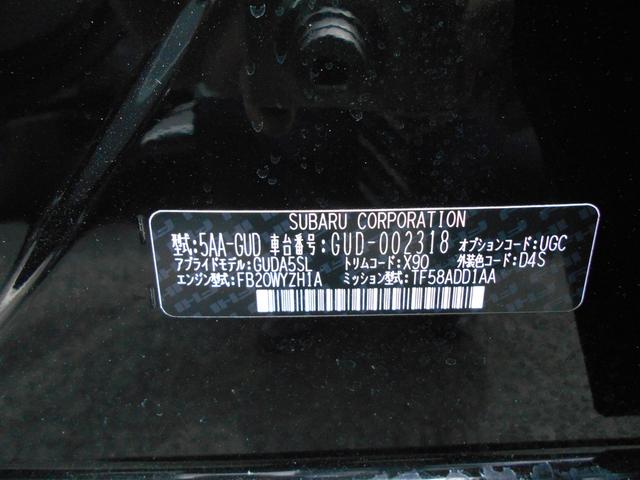 SUBARU CORPORATION
型式:5AA-GUD 車台番号:GUD-002318 オプションコード:UGC
アプライドモデル:GUDA5SL トリムコード:X90 外装色コード:D4S
エンジン型式:FB20WYZH1A ミッション型式:TF58ADD1AA